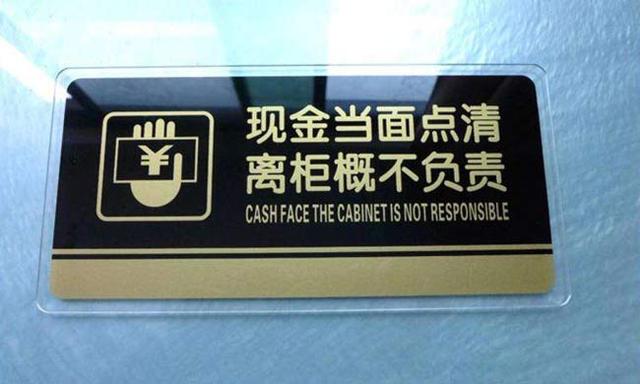 ¥
现金当面点清
离柜概不负责
CASH FACE THE CABINET IS NOT RESPONSIBLE